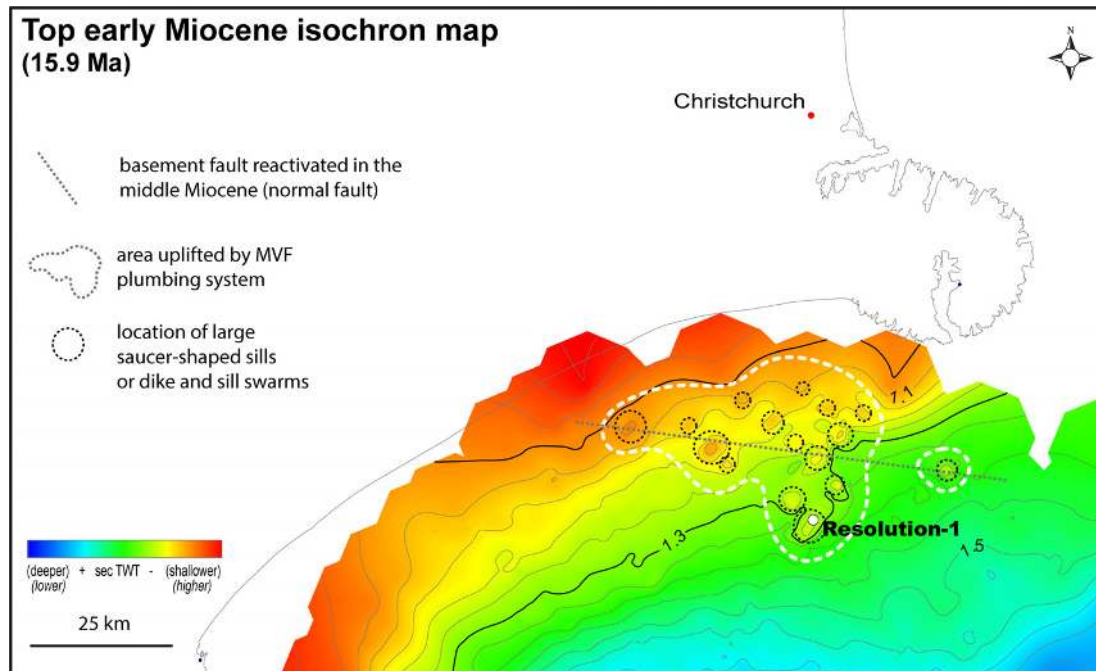 Top early Miocene isochron map
(15.9 Ma)
N
Christchurch
basement fault reactivated in the
middle Miocene (normal fault)
area uplifted by MVF
plumbing system
location of large
saucer-shaped sills
or dike and sill swarms
1.1
1.3
Resolution-1
1.5
(deeper) + sec TWT - (shallower)
(lower) (higher)
25 km